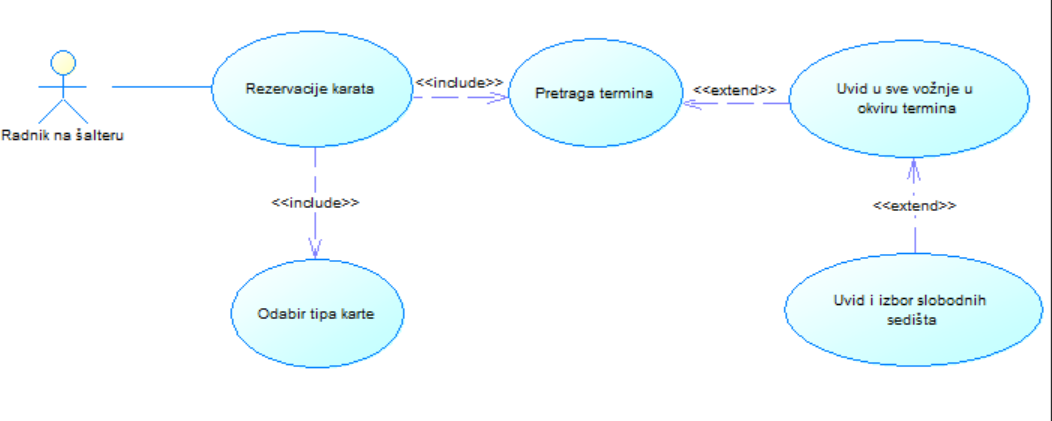 Rezervacije karata
<<include>>
Pretraga termina
<<extend>>
Uvid u sve vožnje u
okviru termina
Radnik na šalteru
<<include>>
<<extend>>
Odabir tipa karte
Uvid i izbor slobodnih
sedišta